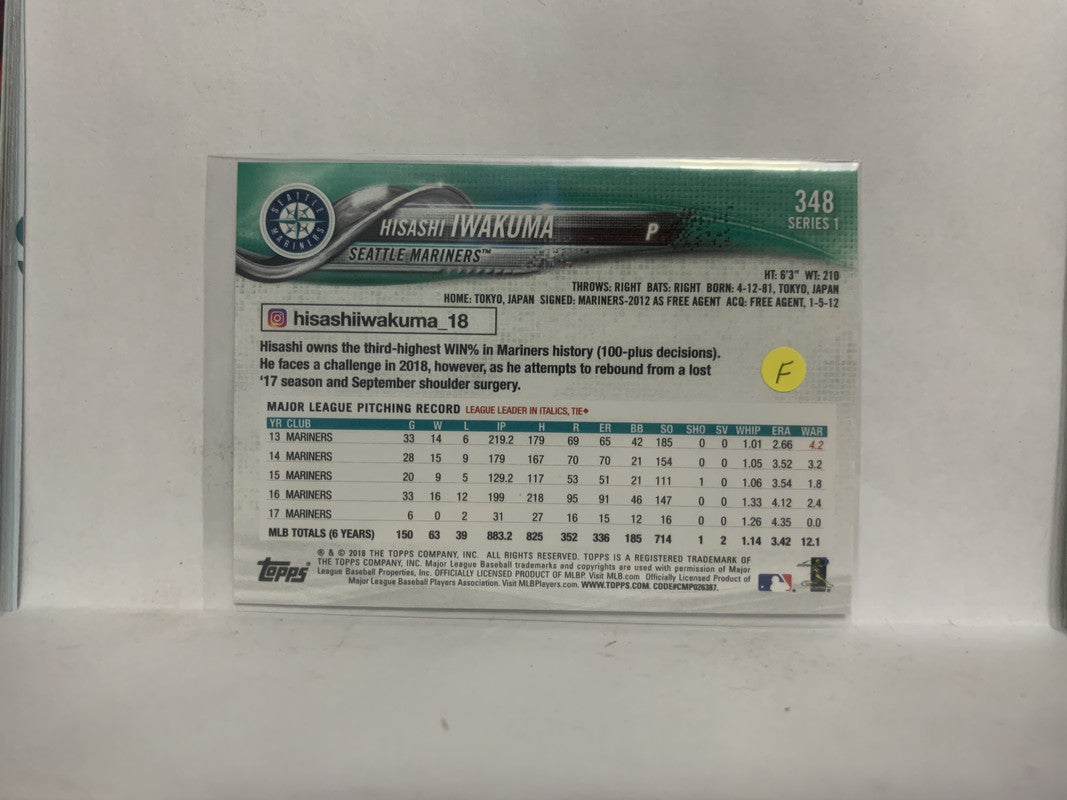 SEATTLE MARINERS
HISASHI IWAKUMA
P
348
SERIES 1
SEATTLE MARINERS™
HT: 6'3" WT: 210
THROWS: RIGHT BATS: RIGHT BORN: 4-12-81, TOKYO, JAPAN
HOME: TOKYO, JAPAN SIGNED: MARINERS-2012 AS FREE AGENT ACQ: FREE AGENT, 1-5-12
hisashiiwakuma_18
Hisashi owns the third-highest WIN% in Mariners history (100-plus decisions).
He faces a challenge in 2018, however, as he attempts to rebound from a lost
'17 season and September shoulder surgery.
F
MAJOR LEAGUE PITCHING RECORD LEAGUE LEADER IN ITALICS, TIE♦
YR CLUB G W L IP H R ER BB SO SHO SV WHIP ERA WAR
13 MARINERS 33 14 6 219.2 179 69 65 42 185 0 0 1.01 2.66 4.2
14 MARINERS 28 15 9 179 167 70 70 21 154 0 0 1.05 3.52 3.2
15 MARINERS 20 9 5 129.2 117 53 51 21 111 1 0 1.06 3.54 1.8
16 MARINERS 33 16 12 199 218 95 91 46 147 0 0 1.33 4.12 2.4
17 MARINERS 6 0 2 31 27 16 15 12 16 0 0 1.26 4.35 0.0
MLB TOTALS (6 YEARS) 150 63 39 883.2 825 352 336 185 714 1 2 1.14 3.42 12.1
Topps
® & © 2018 THE TOPPS COMPANY, INC. ALL RIGHTS RESERVED. TOPPS IS A REGISTERED TRADEMARK OF
THE TOPPS COMPANY, INC. Major League Baseball trademarks and copyrights are used with permission of Major
League Baseball Properties, Inc. OFFICIALLY LICENSED PRODUCT OF MLBP. Visit MLB.com Officially Licensed Product of
Major League Baseball Players Association. Visit MLBPlayers.com. WWW.TOPPS.COM. CODE#CMP026387.